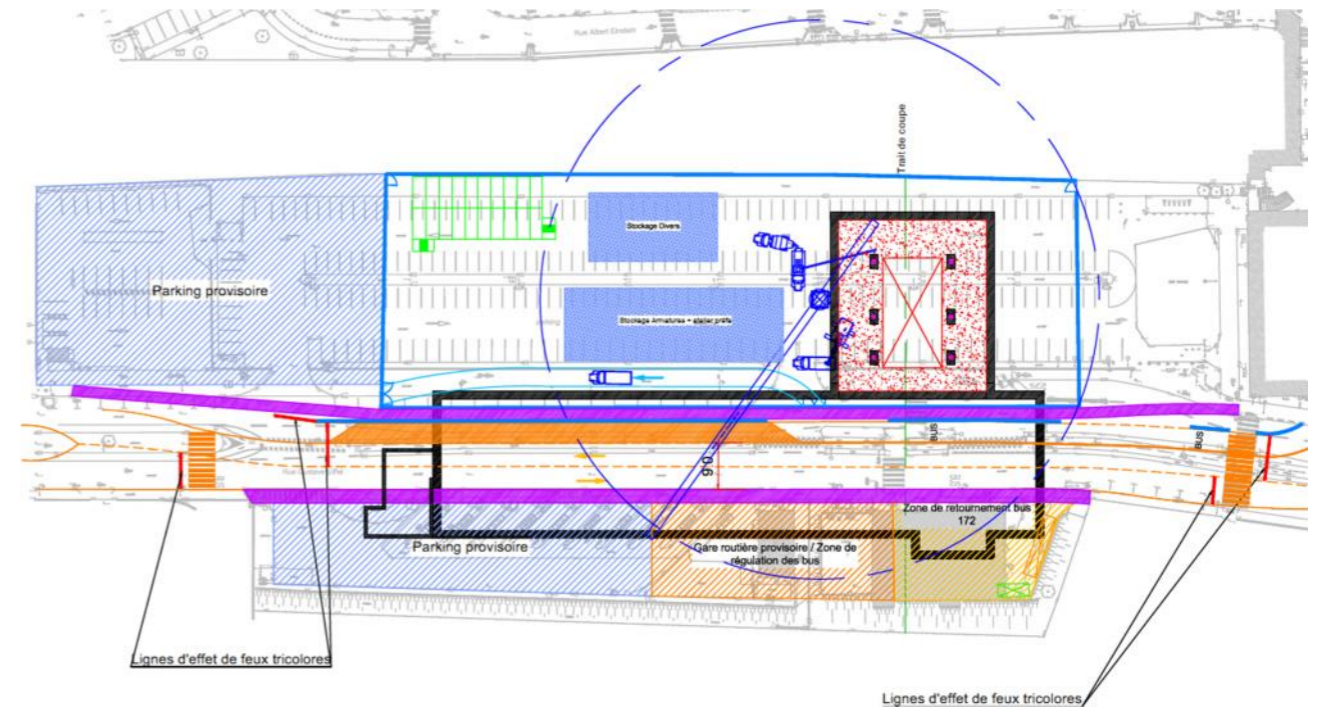 Rue Albert Einstein
Trait de coupe
Stockage Divers
Parking provisoire
Stockage Armatures + atelier préfa
parking
BUS
BUS
6,0
Zone de retournement bus
172
Parking provisoire
Gare routière provisoire / Zone de
régulation des bus
Lignes d'effet de feux tricolores
Lignes d'effet de feux tricolores